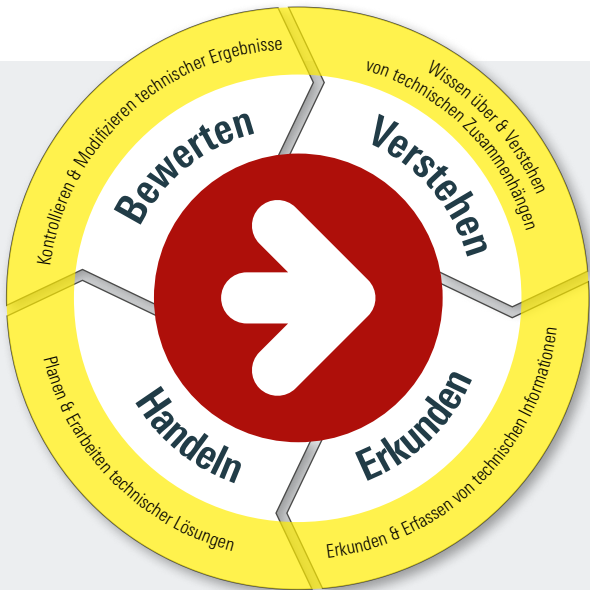 Bewerten
Kontrollieren & Modifizieren technischer Ergebnisse
Verstehen
Wissen über & Verstehen
von technischen Zusammenhängen
Erkunden
Erkunden & Erfassen von technischen Informationen
Handeln
Planen & Erarbeiten technischer Lösungen